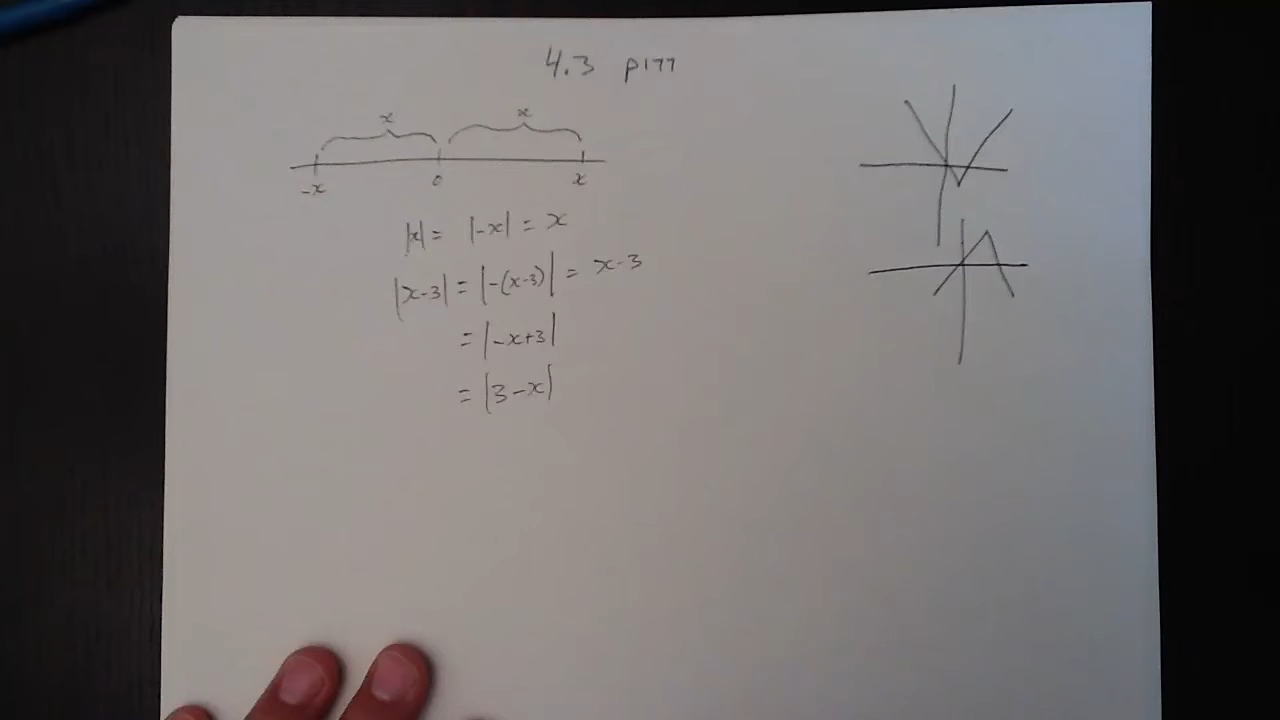 4.3 p177
x x
-x 0 x
|x| = |-x| = x
|x-3| = |-(x-3)| = x-3
= |-x+3|
= |3-x|